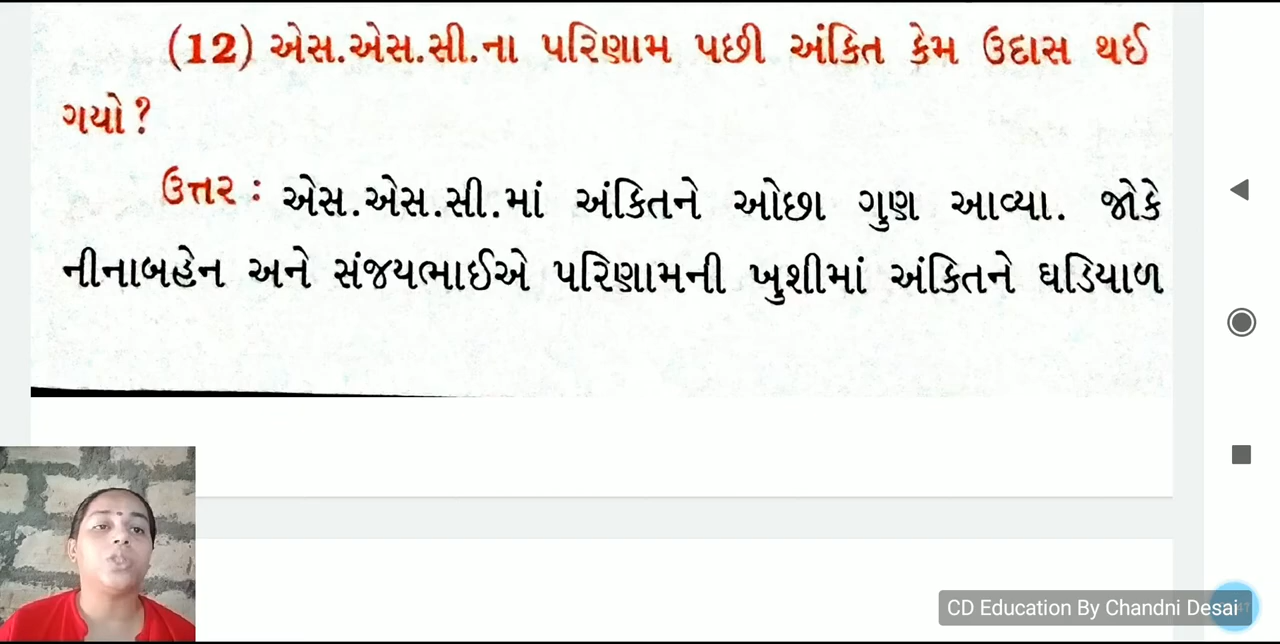 (12) એસ.એસ.સી.ના પરિણામ પછી અંકિત કેમ ઉદાસ થઈ
ગયો?
ઉત્તર : એસ.એસ.સી.માં અંકિતને ઓછા ગુણ આવ્યા. જોકે
નીનાબહેન અને સંજયભાઈએ પરિણામની ખુશીમાં અંકિતને ઘડિયાળ
CD Education By Chandni Desai